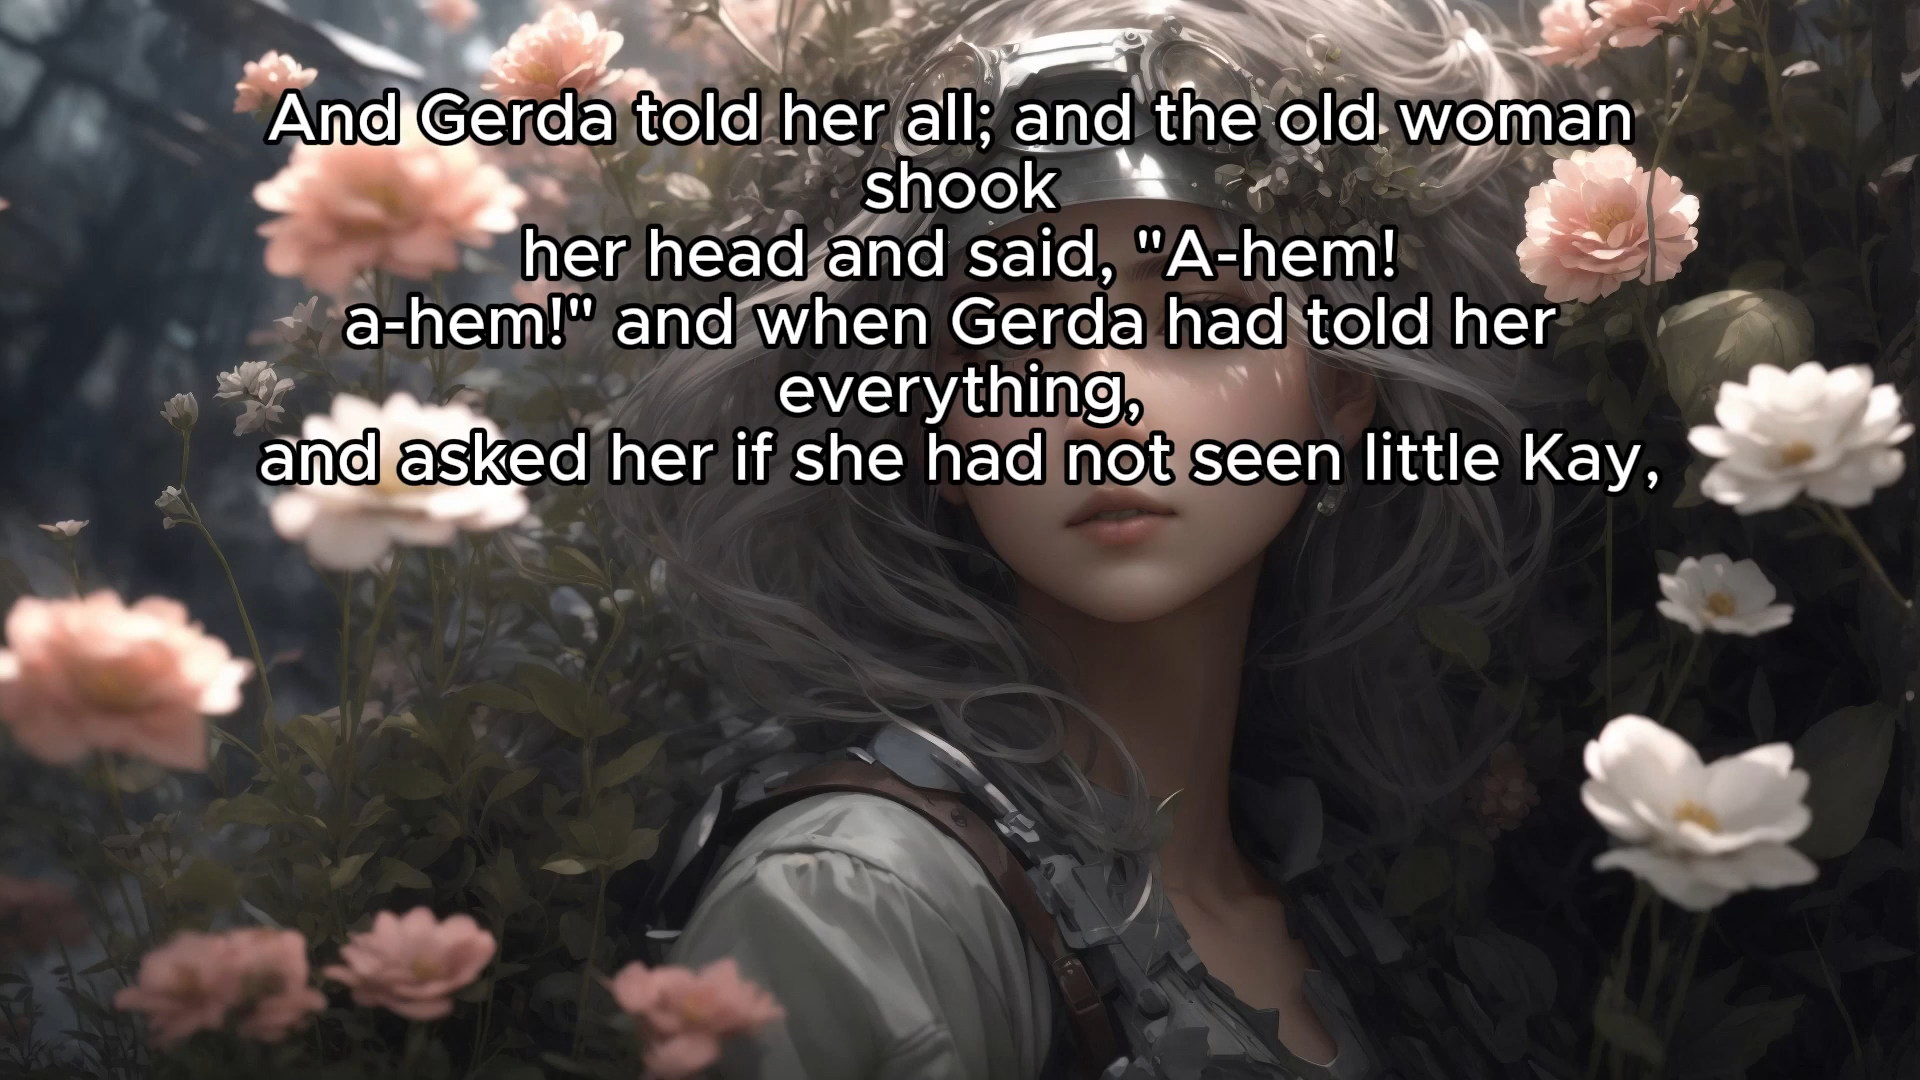 And Gerda told her all; and the old woman
shook
her head and said, "A-hem!
a-hem!" and when Gerda had told her
everything,
and asked her if she had not seen little Kay,